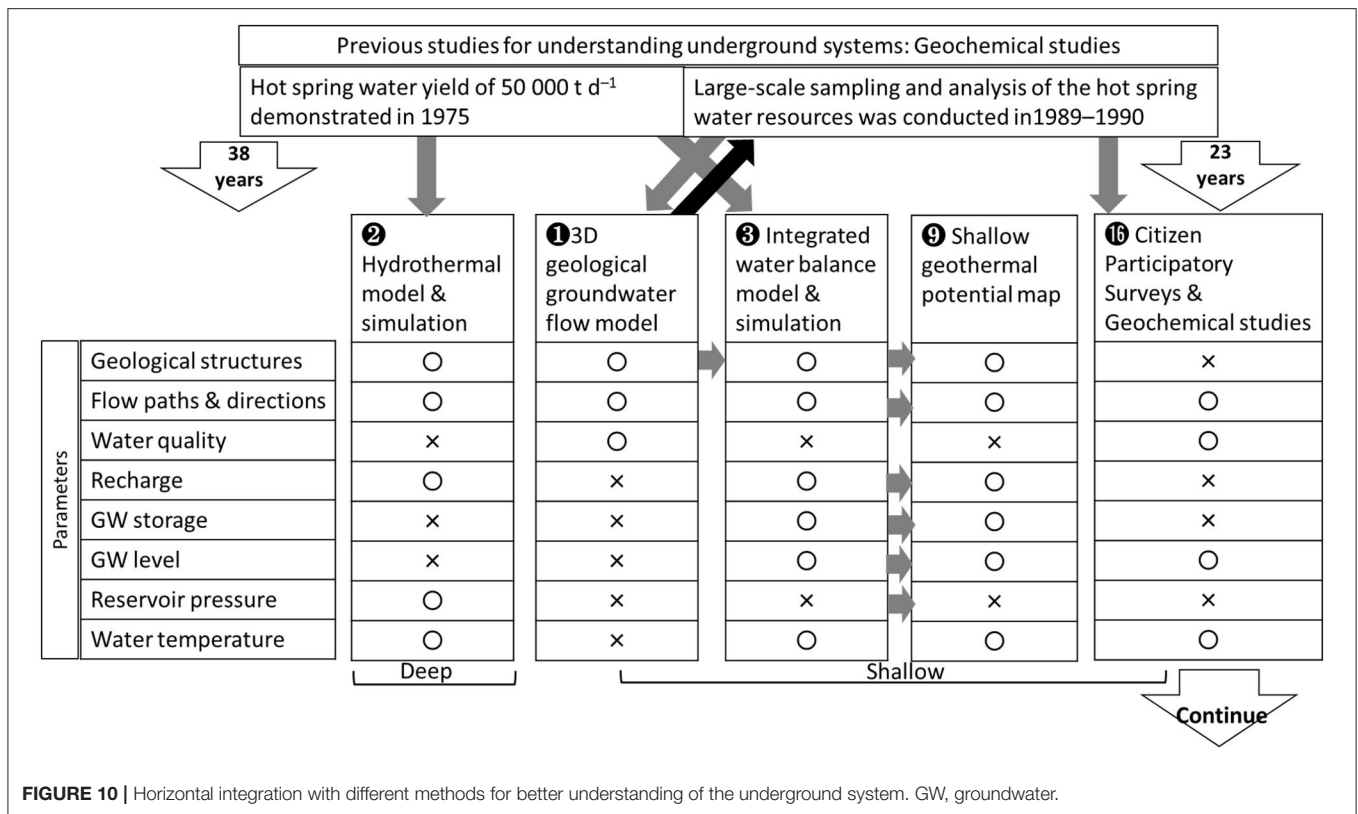 Previous studies for understanding underground systems: Geochemical studies
Hot spring water yield of 50 000 t d⁻¹
demonstrated in 1975
Large-scale sampling and analysis of the hot spring
water resources was conducted in1989–1990
38
years
23
years
❷
Hydrothermal
model &
simulation
❶3D
geological
groundwater
flow model
❸ Integrated
water balance
model &
simulation
❾ Shallow
geothermal
potential map
⓰ Citizen
Participatory
Surveys &
Geochemical studies
Parameters
Geological structures ○ ○ ○ ○ ×
Flow paths & directions ○ ○ ○ ○ ○
Water quality × ○ × × ○
Recharge ○ × ○ ○ ×
GW storage × × ○ ○ ×
GW level × × ○ ○ ○
Reservoir pressure ○ × × × ×
Water temperature ○ × ○ ○ ○
Deep
Shallow
Continue
FIGURE 10 | Horizontal integration with different methods for better understanding of the underground system. GW, groundwater.